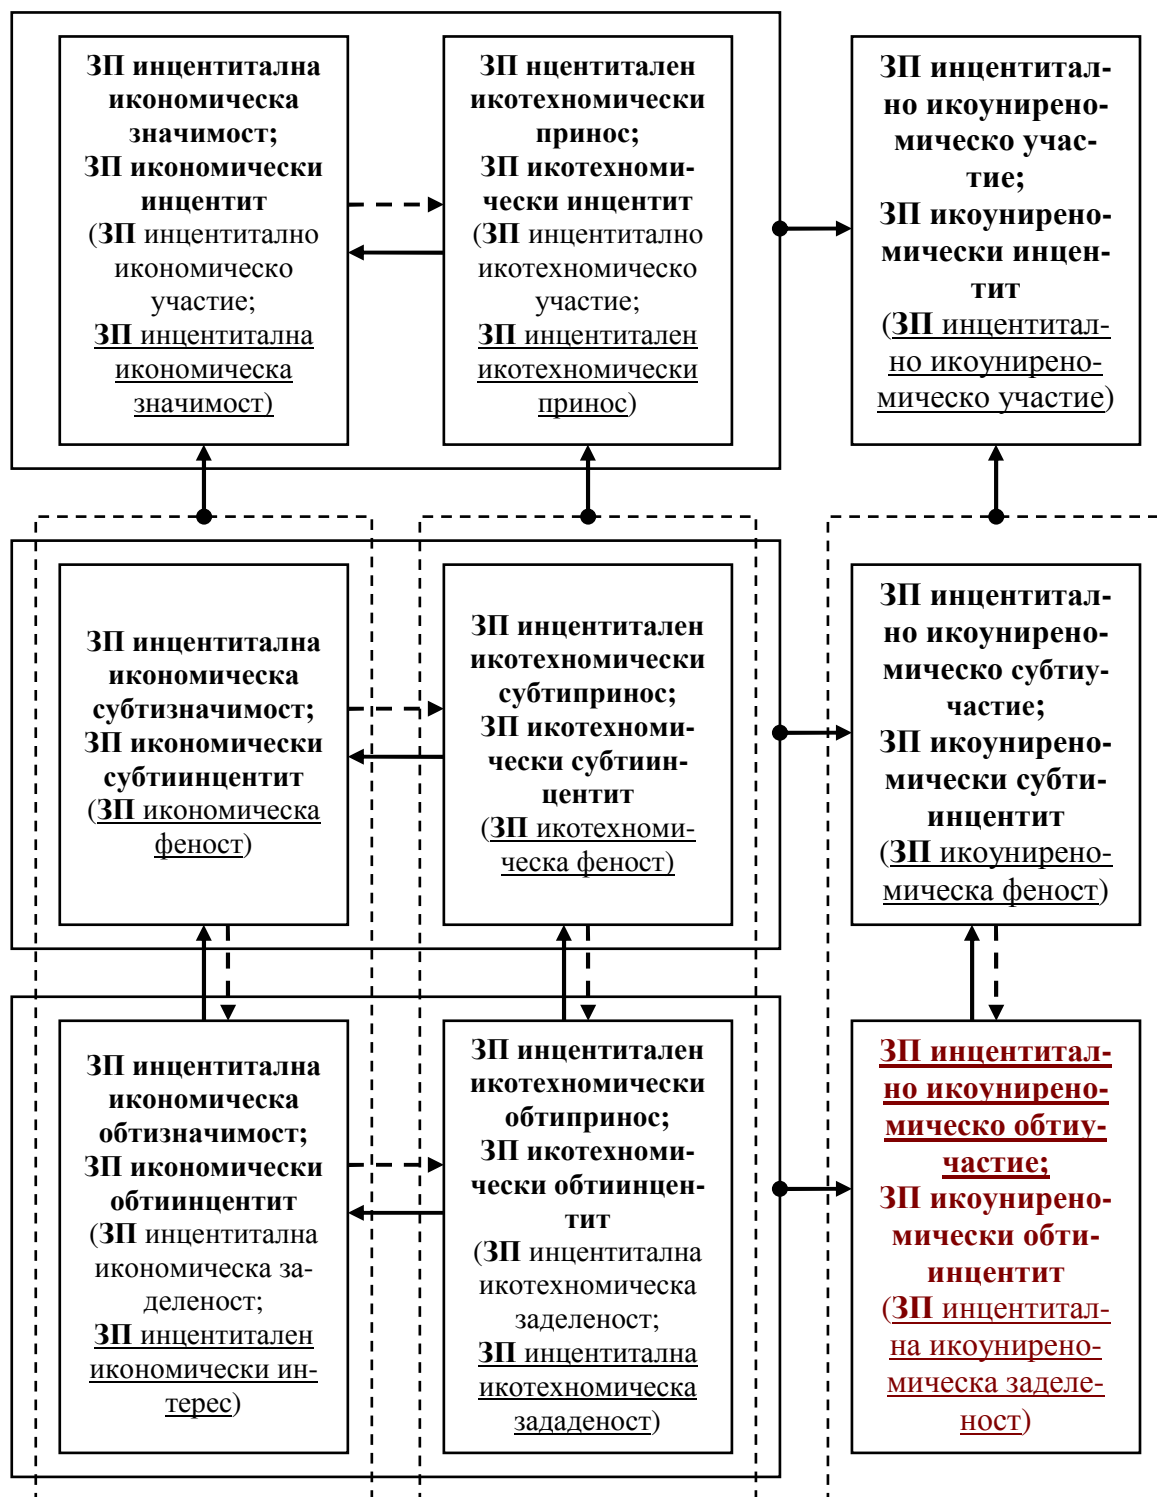 ЗП инцентитална
икономическа
значимост;
ЗП икономически
инцентит
(ЗП инцентитално
икономическо
участие;
ЗП инцентитална
икономическа
значимост)
ЗП нцентитален
икотехномически
принос;
ЗП икотехноми-
чески инцентит
(ЗП инцентитално
икотехномическо
участие;
ЗП инцентитален
икотехномически
принос)
ЗП инцентитал-
но икоунирено-
мическо учас-
тие;
ЗП икоунирено-
мически инцен-
тит
(ЗП инцентитал-
но икоунирено-
мическо участие)
ЗП инцентитална
икономическа
субтизначимост;
ЗП икономически
субтиинцентит
(ЗП икономическа
феност)
ЗП инцентитален
икотехномически
субтипринос;
ЗП икотехноми-
чески субтиин-
центит
(ЗП икотехноми-
ческа феност)
ЗП инцентитал-
но икоунирено-
мическо субтиу-
частие;
ЗП икоунирено-
мически субти-
инцентит
(ЗП икоунирено-
мическа феност)
ЗП инцентитална
икономическа
обтизначимост;
ЗП икономически
обтиинцентит
(ЗП инцентитална
икономическа за-
деленост;
ЗП инцентитален
икономически ин-
терес)
ЗП инцентитален
икотехномически
обтипринос;
ЗП икотехноми-
чески обтиинцен-
тит
(ЗП инцентитална
икотехномическа
заделеност;
ЗП инцентитална
икотехномическа
зададеност)
ЗП инцентитал-
но икоунирено-
мическо обтиу-
частие;
ЗП икоунирено-
мически обти-
инцентит
(ЗП инцентитал-
на икоунирено-
мическа заделе-
ност)